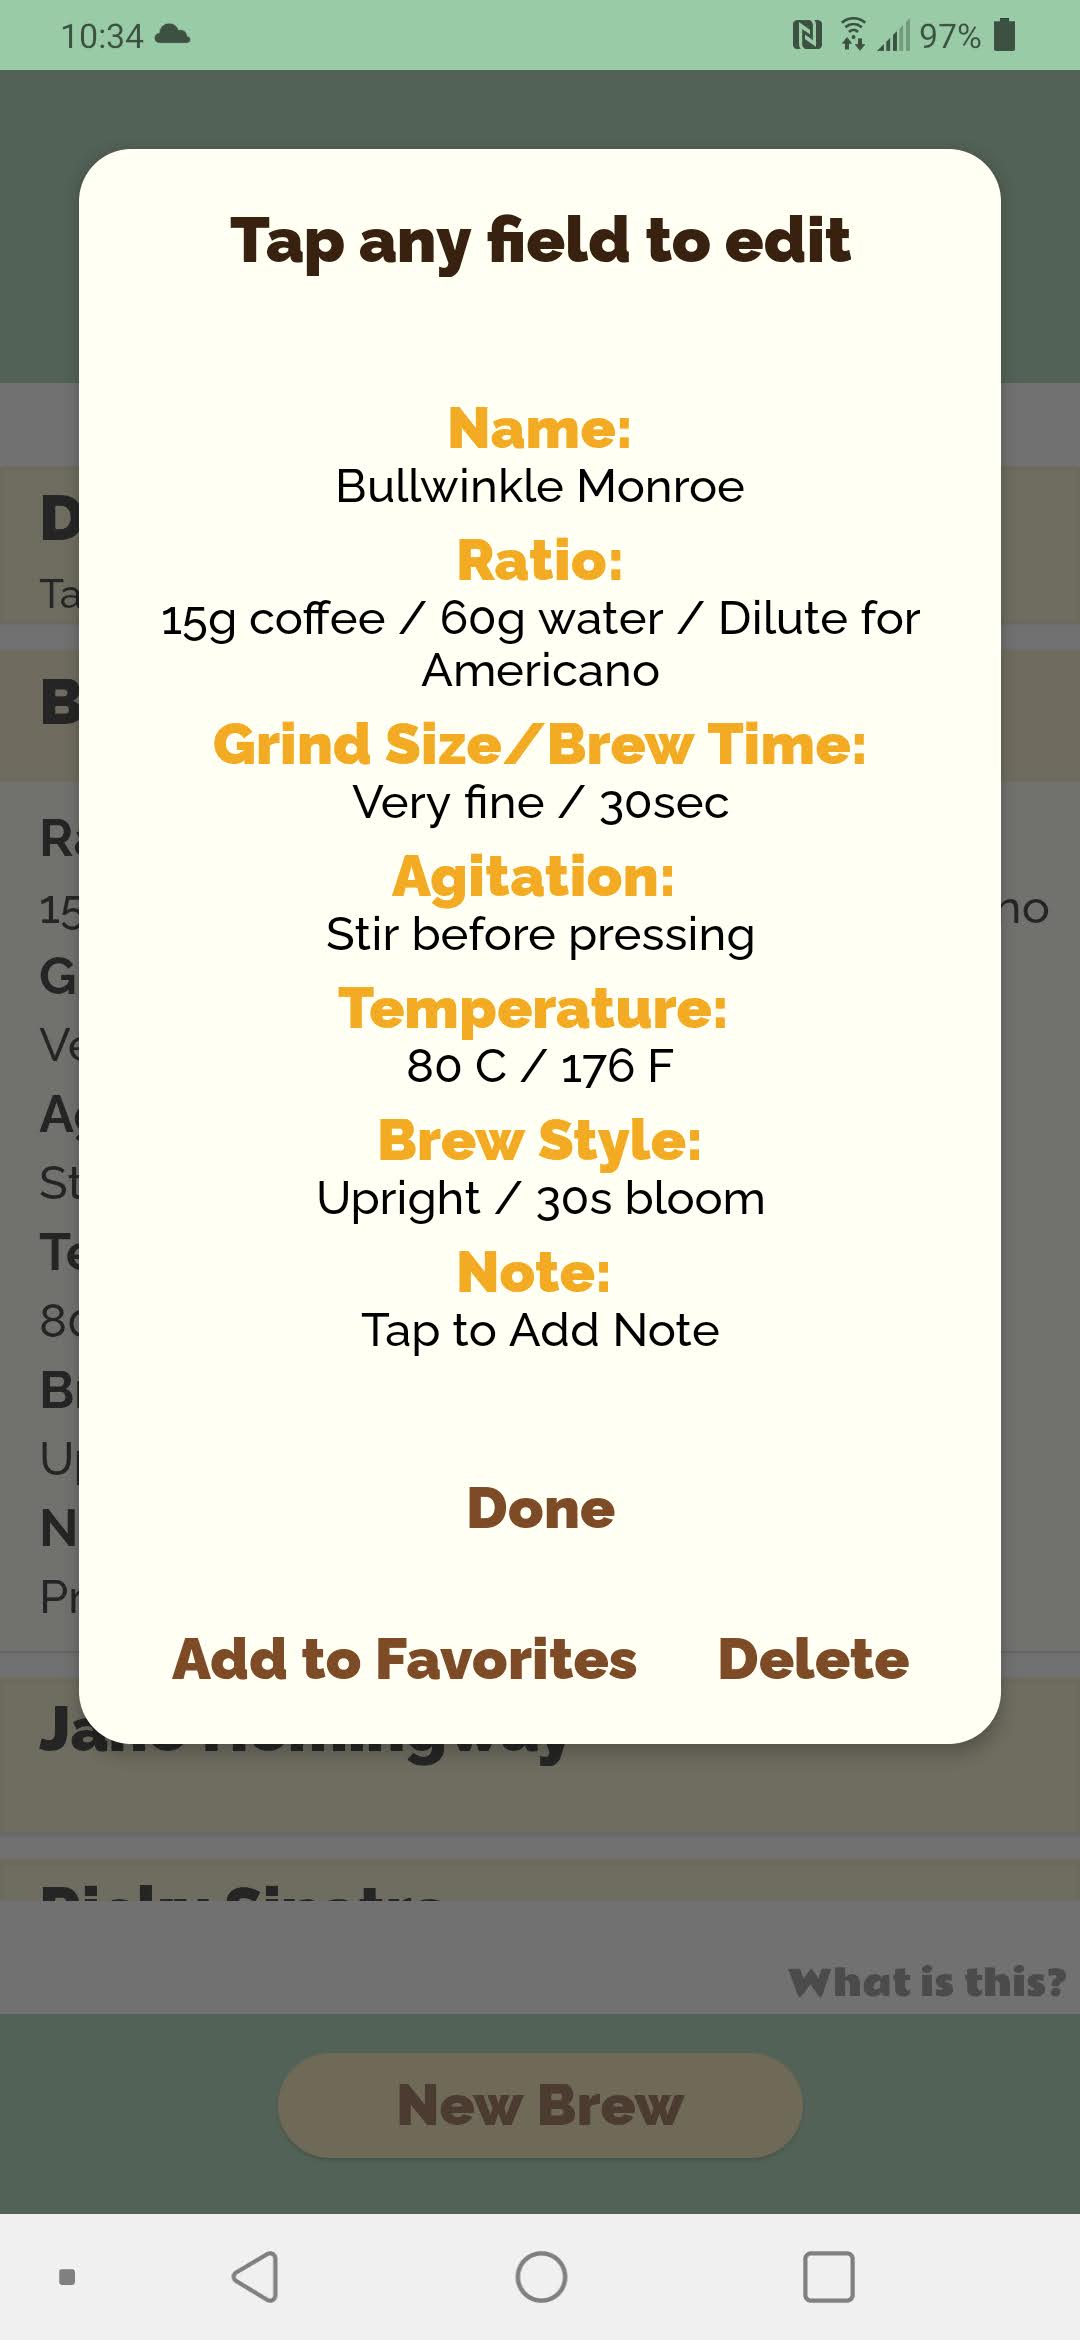 10:34
97%
Tap any field to edit
Name:
Bullwinkle Monroe
Ratio:
15g coffee / 60g water / Dilute for
Americano
Grind Size/Brew Time:
Very fine / 30sec
Agitation:
Stir before pressing
Temperature:
80 C / 176 F
Brew Style:
Upright / 30s bloom
Note:
Tap to Add Note
Done
Add to Favorites Delete
What is this?
New Brew